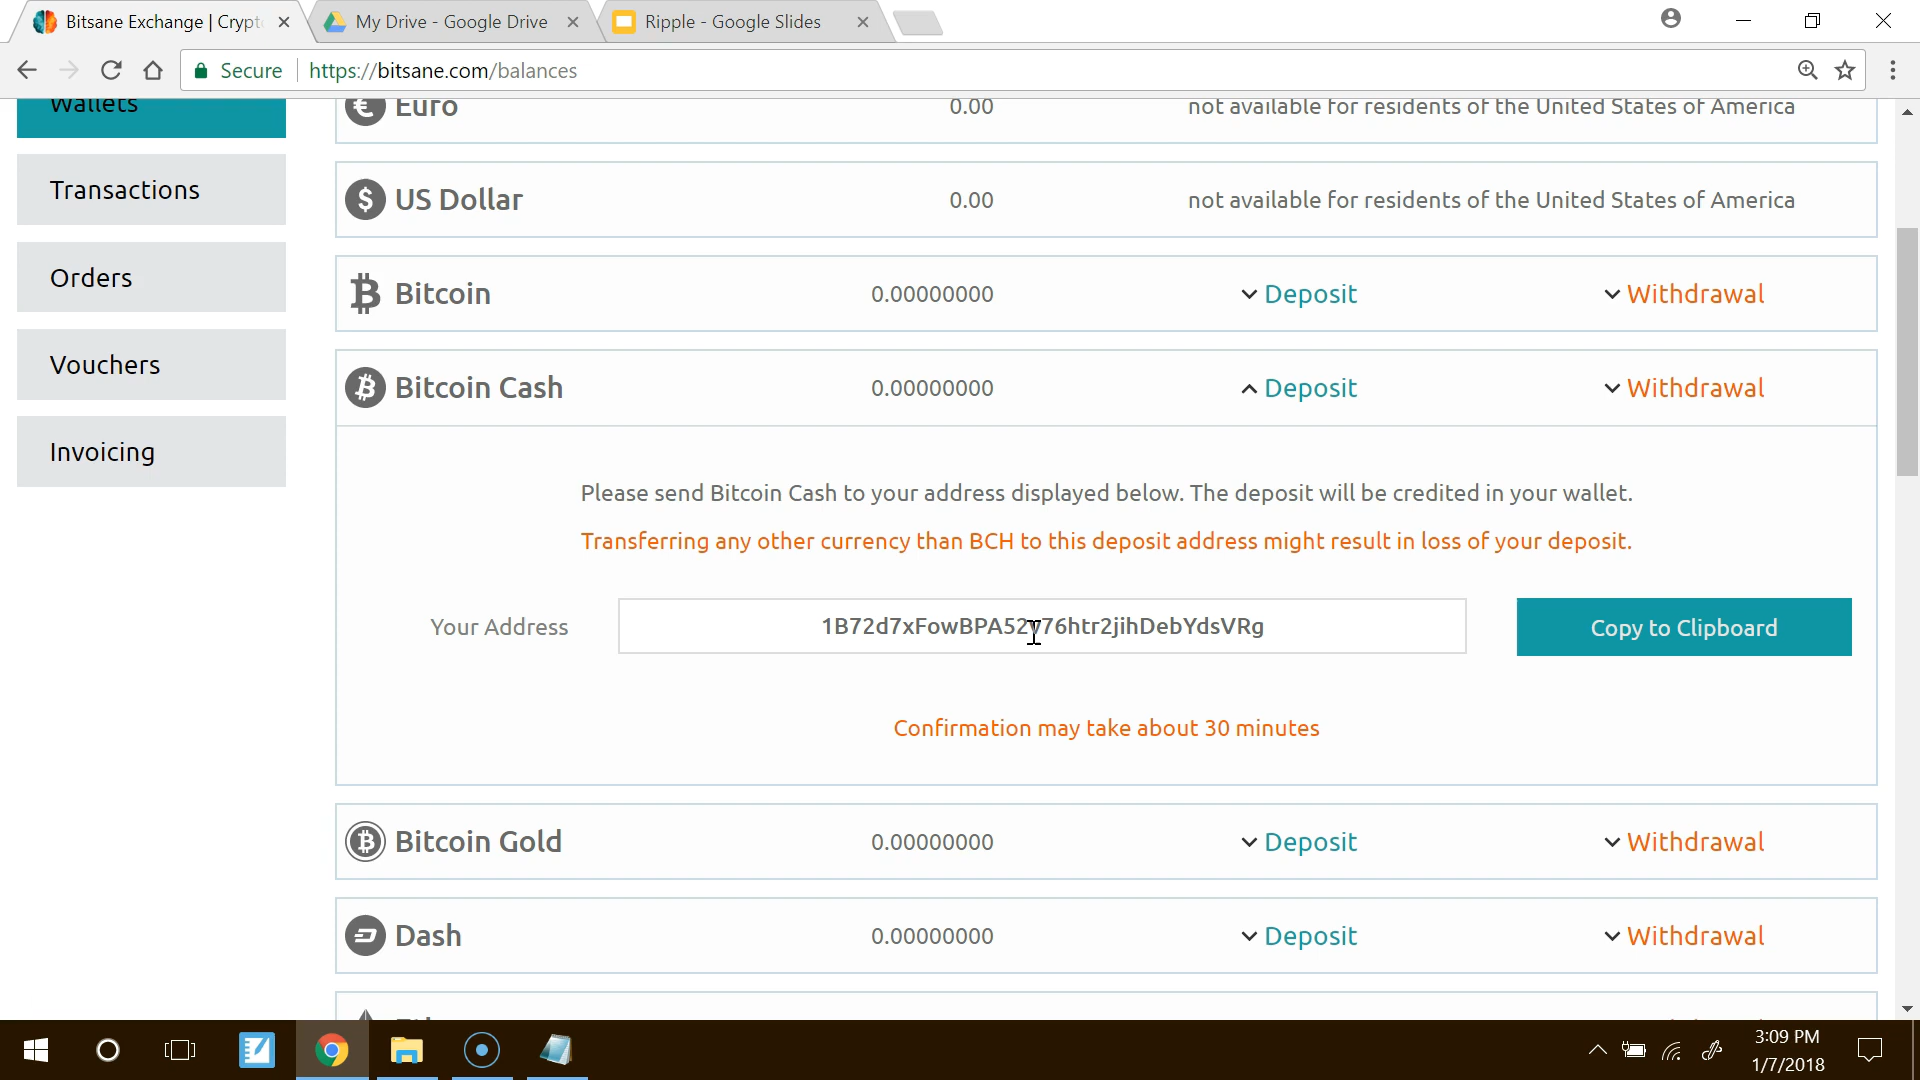 Bitsane Exchange | Crypt
My Drive - Google Drive
Ripple - Google Slides
Secure
https://bitsane.com/balances
Wallets
Transactions
Orders
Vouchers
Invoicing
Euro 0.00 not available for residents of the United States of America
US Dollar 0.00 not available for residents of the United States of America
Bitcoin 0.00000000 Deposit Withdrawal
Bitcoin Cash 0.00000000 Deposit Withdrawal
Please send Bitcoin Cash to your address displayed below. The deposit will be credited in your wallet.
Transferring any other currency than BCH to this deposit address might result in loss of your deposit.
Your Address 1B72d7xFowBPA52y76htr2jihDebYdsVRg Copy to Clipboard
Confirmation may take about 30 minutes
Bitcoin Gold 0.00000000 Deposit Withdrawal
Dash 0.00000000 Deposit Withdrawal
3:09 PM
1/7/2018